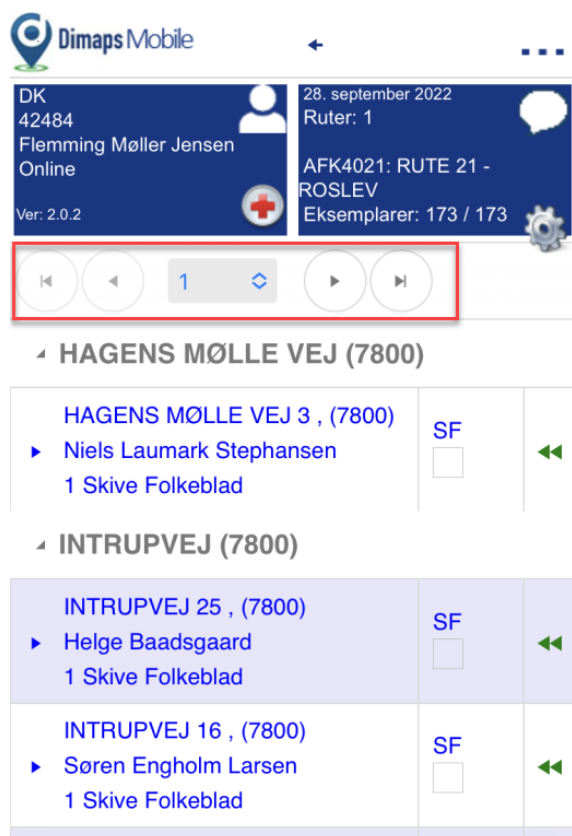 Dimaps Mobile
DK
42484
Flemming Møller Jensen
Online
Ver: 2.0.2
28. september 2022
Ruter: 1
AFK4021: RUTE 21 -
ROSLEV
Eksemplarer: 173 / 173
1
HAGENS MØLLE VEJ (7800)
HAGENS MØLLE VEJ 3 , (7800)
Niels Laumark Stephansen
1 Skive Folkeblad
SF
INTRUPVEJ (7800)
INTRUPVEJ 25 , (7800)
Helge Baadsgaard
1 Skive Folkeblad
SF
INTRUPVEJ 16 , (7800)
Søren Engholm Larsen
1 Skive Folkeblad
SF